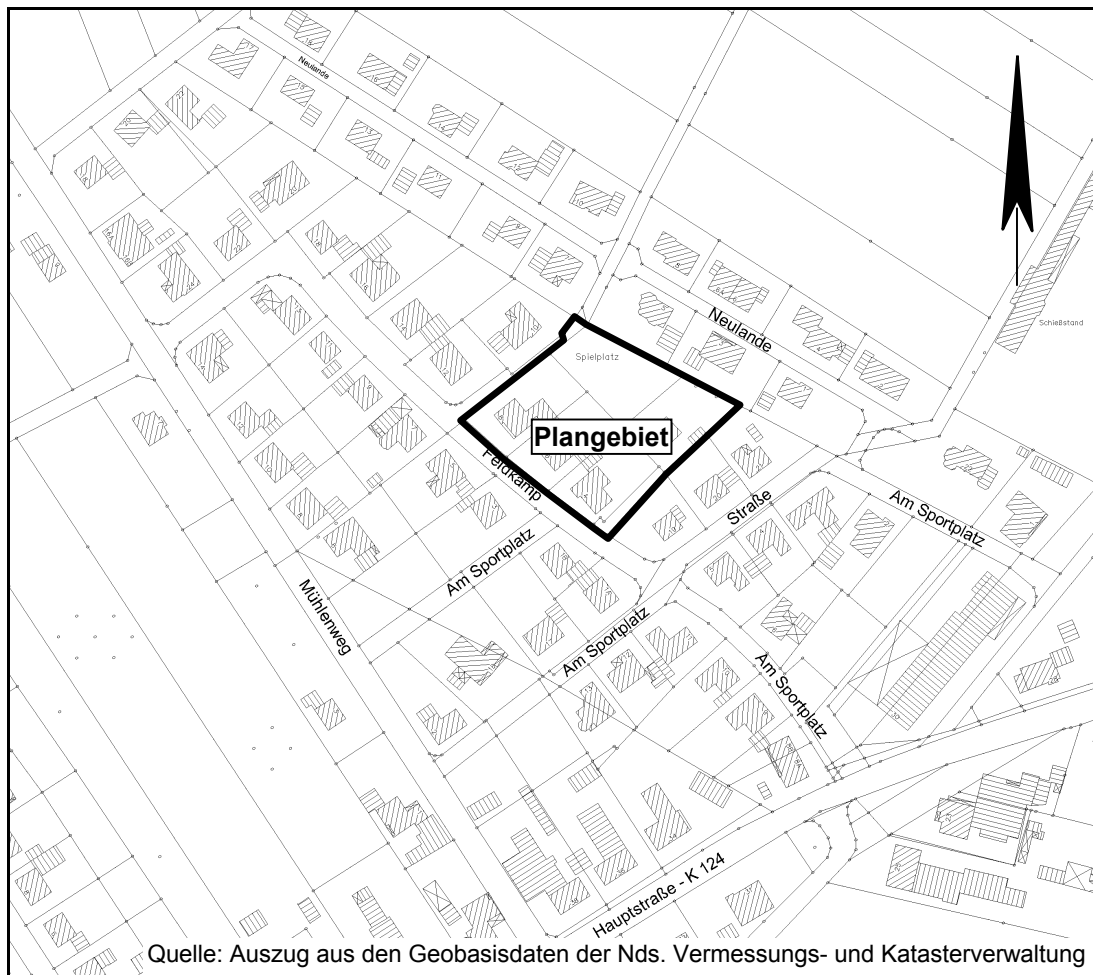 Neulande
Spielplatz
Schießstand
Neulande
Plangebiet
Feldkamp
Straße
Am Sportplatz
Am Sportplatz
Mühlenweg
Am Sportplatz
Am Sportplatz
Hauptstraße - K 124
Quelle: Auszug aus den Geobasisdaten der Nds. Vermessungs- und Katasterverwaltung